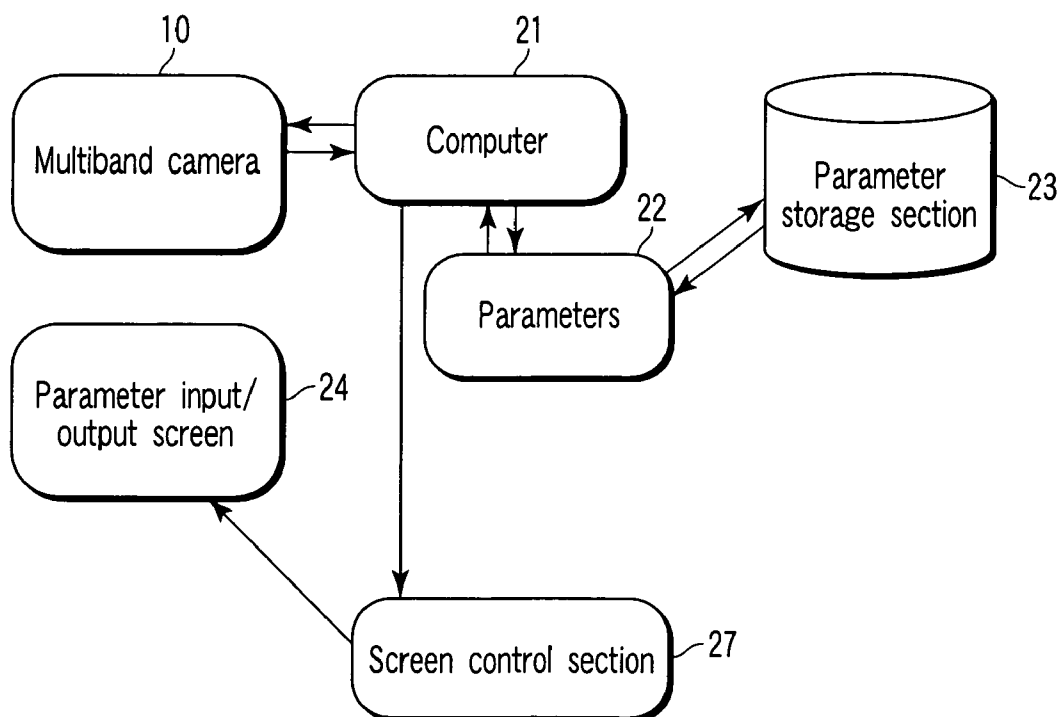 10
21
Multiband camera
Computer
Parameter
storage section
23
22
Parameters
Parameter input/
output screen
24
Screen control section
27